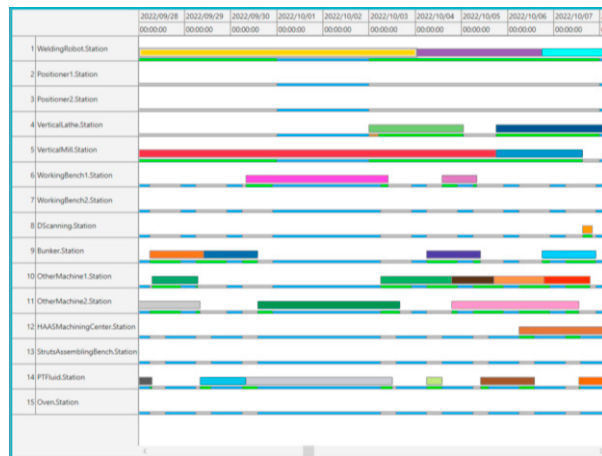 2022/09/28 2022/09/29 2022/09/30 2022/10/01 2022/10/02 2022/10/03 2022/10/04 2022/10/05 2022/10/06 2022/10/07
00:00:00 00:00:00 00:00:00 00:00:00 00:00:00 00:00:00 00:00:00 00:00:00 00:00:00 00:00:00
1 WeldingRobot.Station
2 Positioner1.Station
3 Positioner2.Station
4 VerticalLathe.Station
5 VerticalMill.Station
6 WorkingBench1.Station
7 WorkingBench2.Station
8 DScanning.Station
9 Bunker.Station
10 OtherMachine1.Station
11 OtherMachine2.Station
12 HAASMachiningCenter.Station
13 StrutsAssemblingBench.Station
14 PTFluid.Station
15 Oven.Station